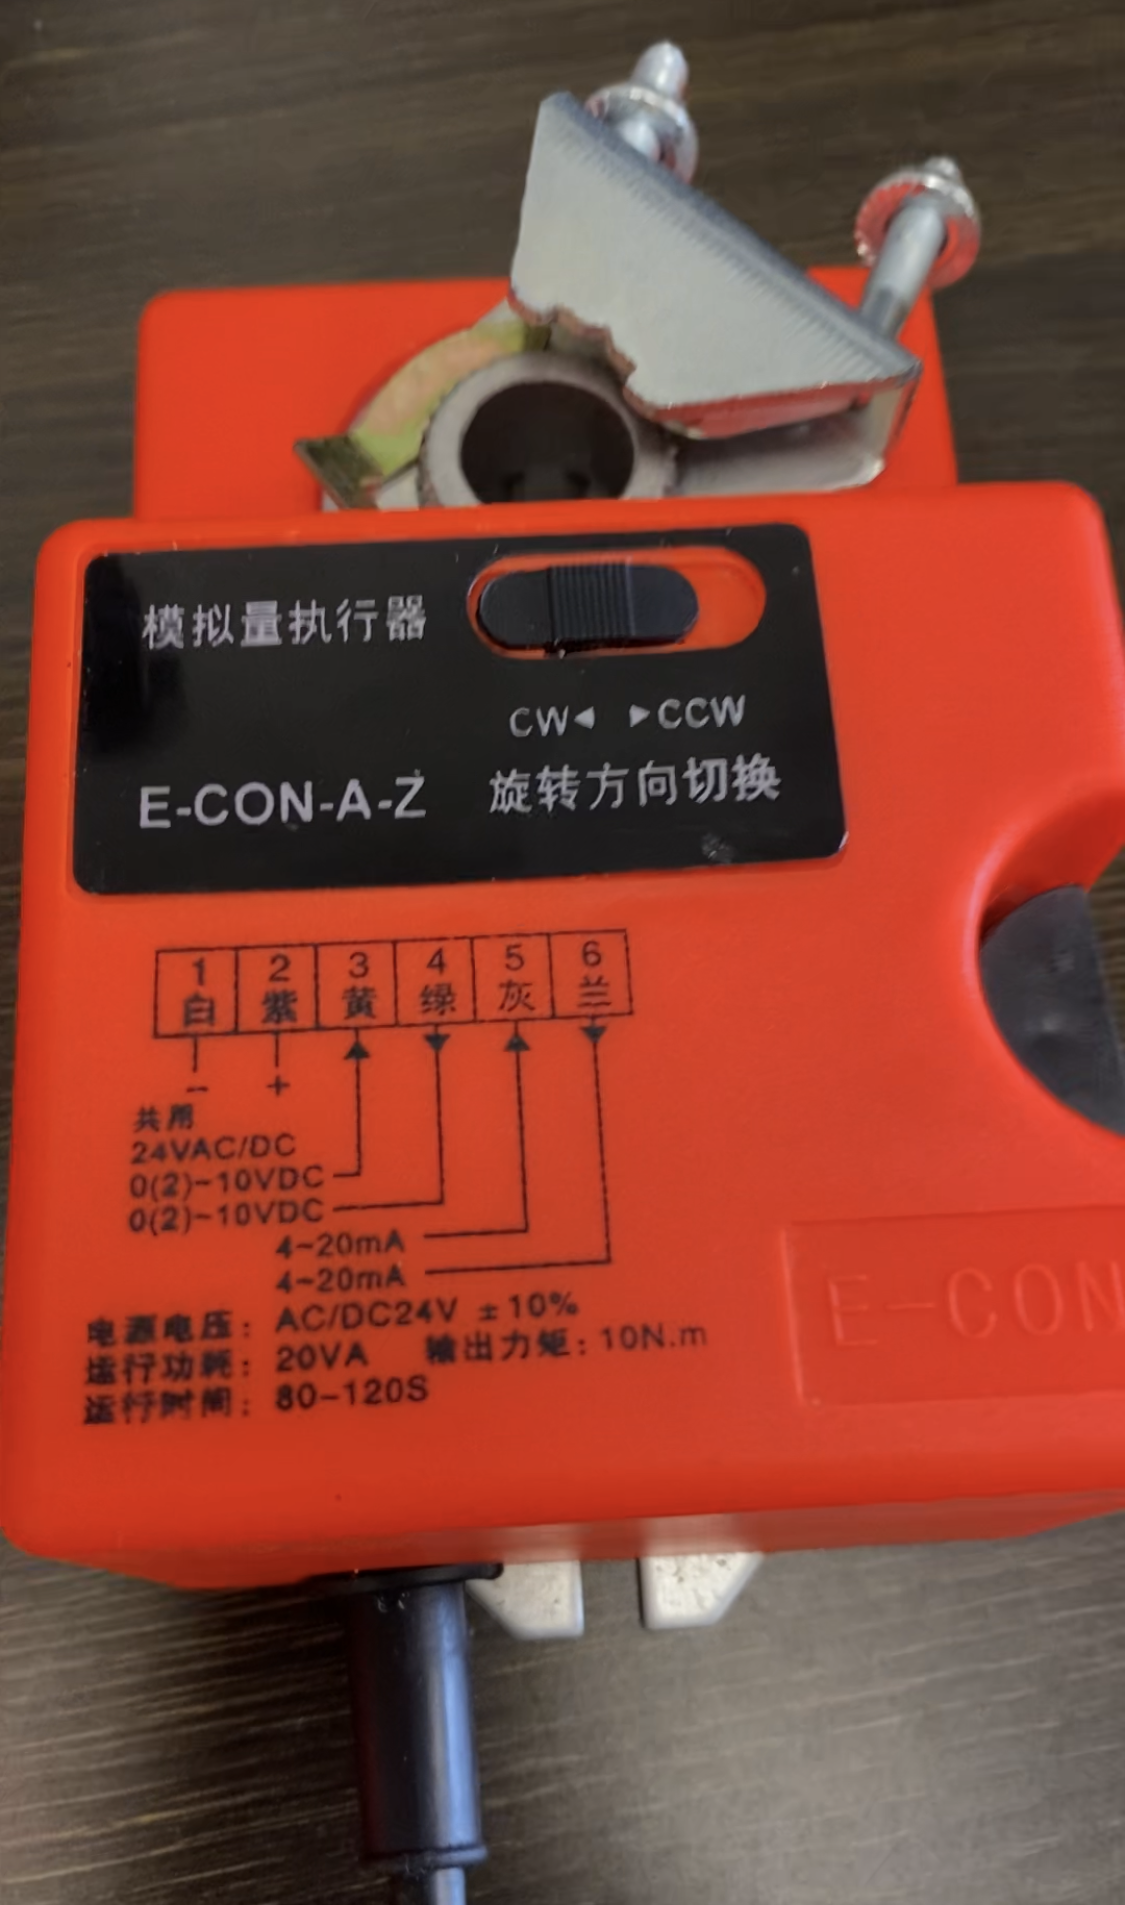 模拟量执行器
CW◄ ►CCW
E-CON-A-Z 旋转方向切换
1 2 3 4 5 6
白 紫 黄 绿 灰 兰
- +
共用
24VAC/DC
0(2)~10VDC
0(2)~10VDC
4~20mA
4~20mA
电源电压: AC/DC24V ±10%
运行功耗: 20VA 输出力矩: 10N.m
运行时间: 80-120S
E-CON